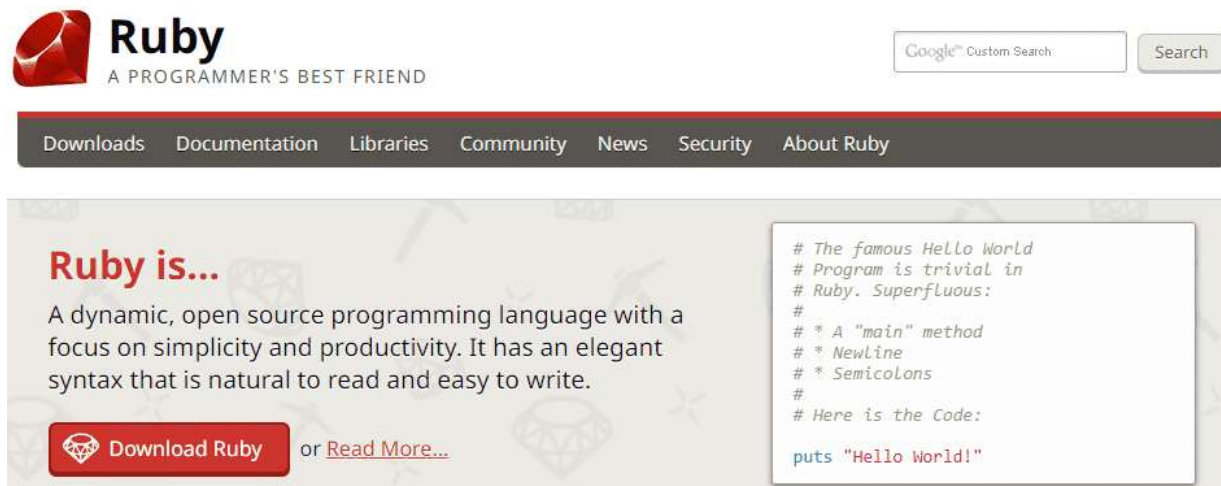 Ruby
A PROGRAMMER'S BEST FRIEND
Google™ Custom Search
Search
Downloads Documentation Libraries Community News Security About Ruby
Ruby is...
A dynamic, open source programming language with a
focus on simplicity and productivity. It has an elegant
syntax that is natural to read and easy to write.
Download Ruby or Read More...
# The famous Hello World
# Program is trivial in
# Ruby. Superfluous:
#
# * A "main" method
# * Newline
# * Semicolons
#
# Here is the Code:
puts "Hello World!"